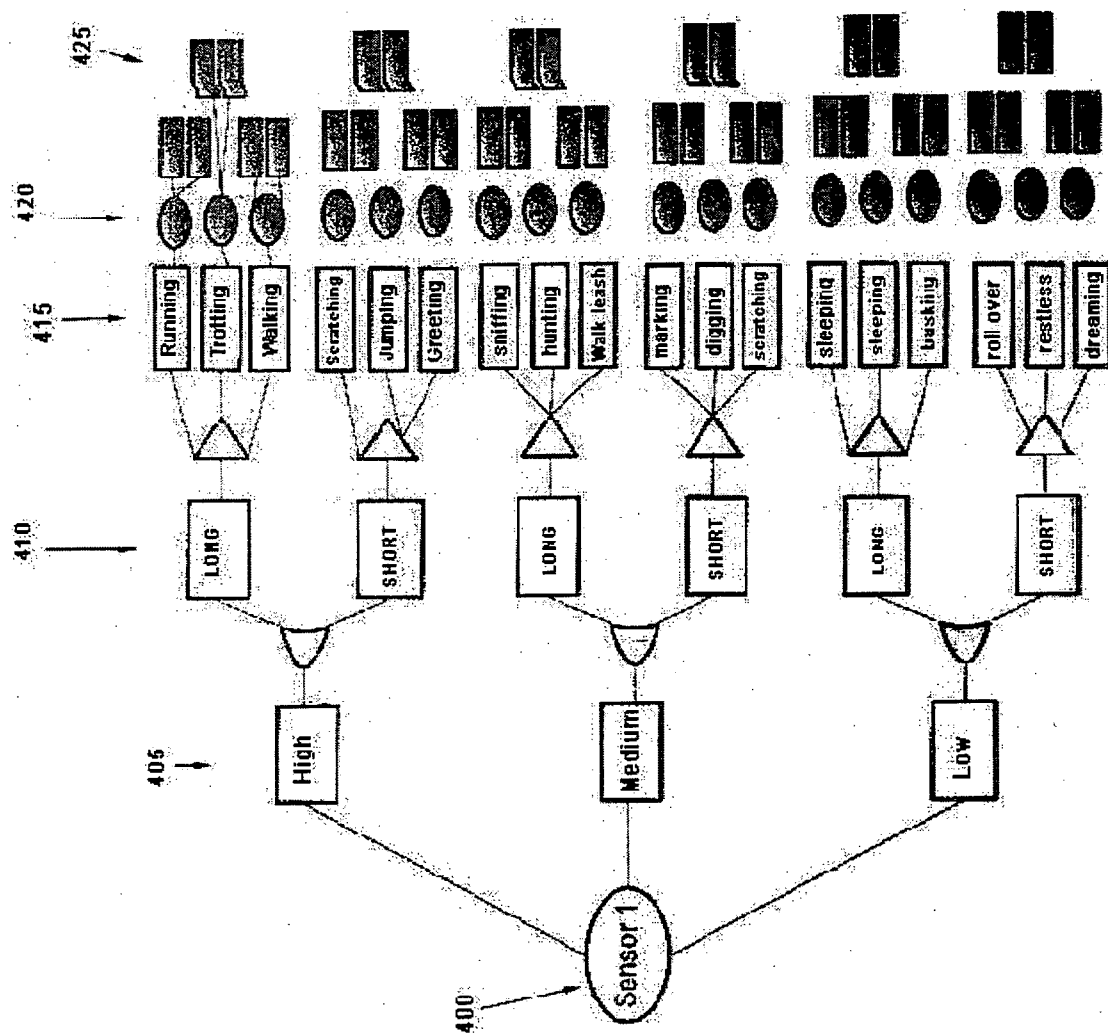 425
420
415
410
405
400
Running
Trotting
Walking
Scratching
Jumping
Greeting
sniffing
hunting
Walk leash
marking
digging
scratching
sleeping
sleeping
busking
roll over
restless
dreaming
LONG
SHORT
LONG
SHORT
LONG
SHORT
High
Medium
Low
Sensor 1